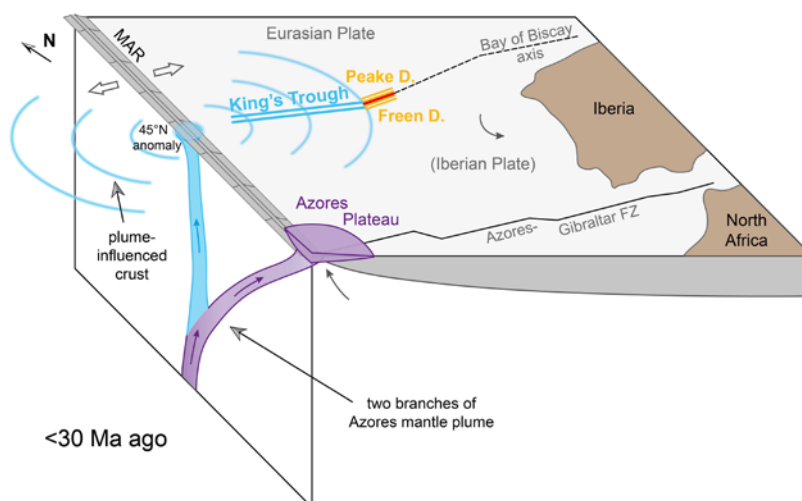 N
MAR
Eurasian Plate
Bay of Biscay
axis
Peake D.
King's Trough
Freen D.
Iberia
45°N
anomaly
(Iberian Plate)
Azores
Plateau
plume-
influenced
crust
Azores-
Gibraltar FZ
North
Africa
two branches of
Azores mantle plume
<30 Ma ago